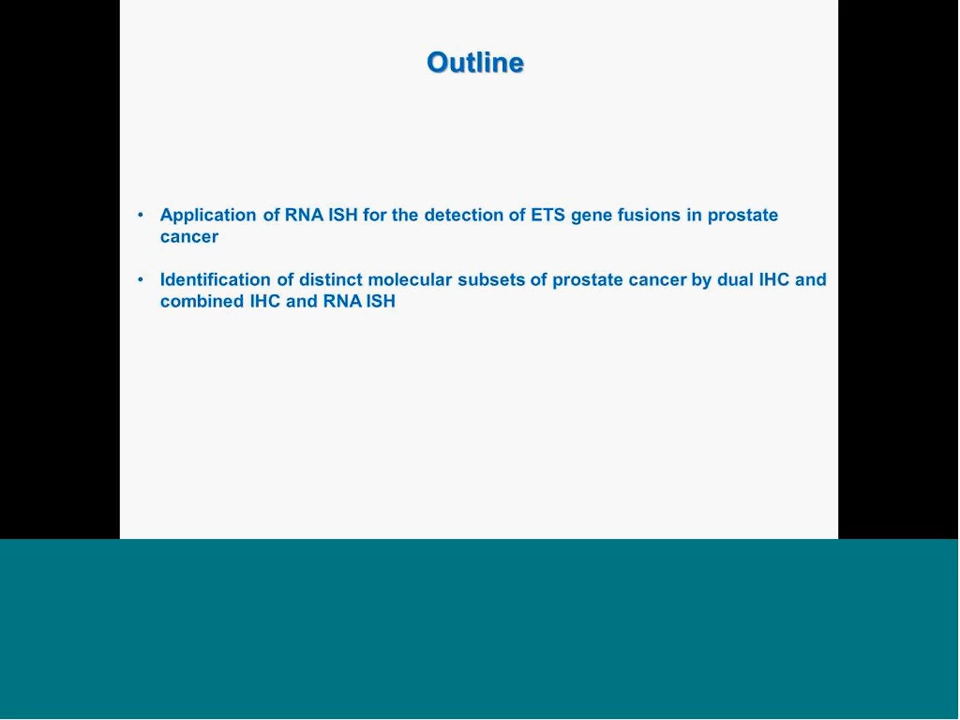 Outline
• Application of RNA ISH for the detection of ETS gene fusions in prostate
cancer
• Identification of distinct molecular subsets of prostate cancer by dual IHC and
combined IHC and RNA ISH